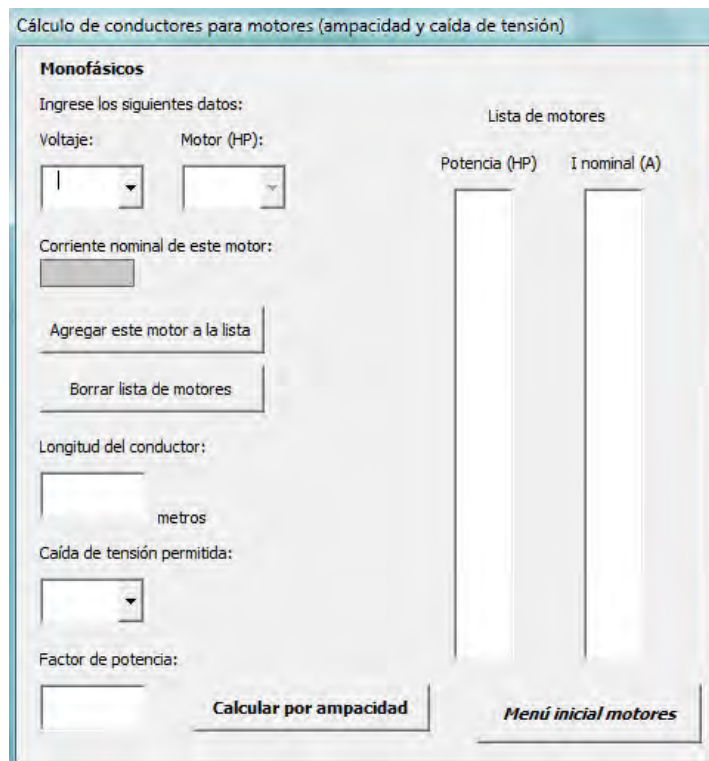 Cálculo de conductores para motores (ampacidad y caída de tensión)
Monofásicos
Ingrese los siguientes datos:
Voltaje: Motor (HP):
Corriente nominal de este motor:
Agregar este motor a la lista
Borrar lista de motores
Longitud del conductor:
metros
Caída de tensión permitida:
Factor de potencia:
Calcular por ampacidad
Lista de motores
Potencia (HP) I nominal (A)
Menú inicial motores